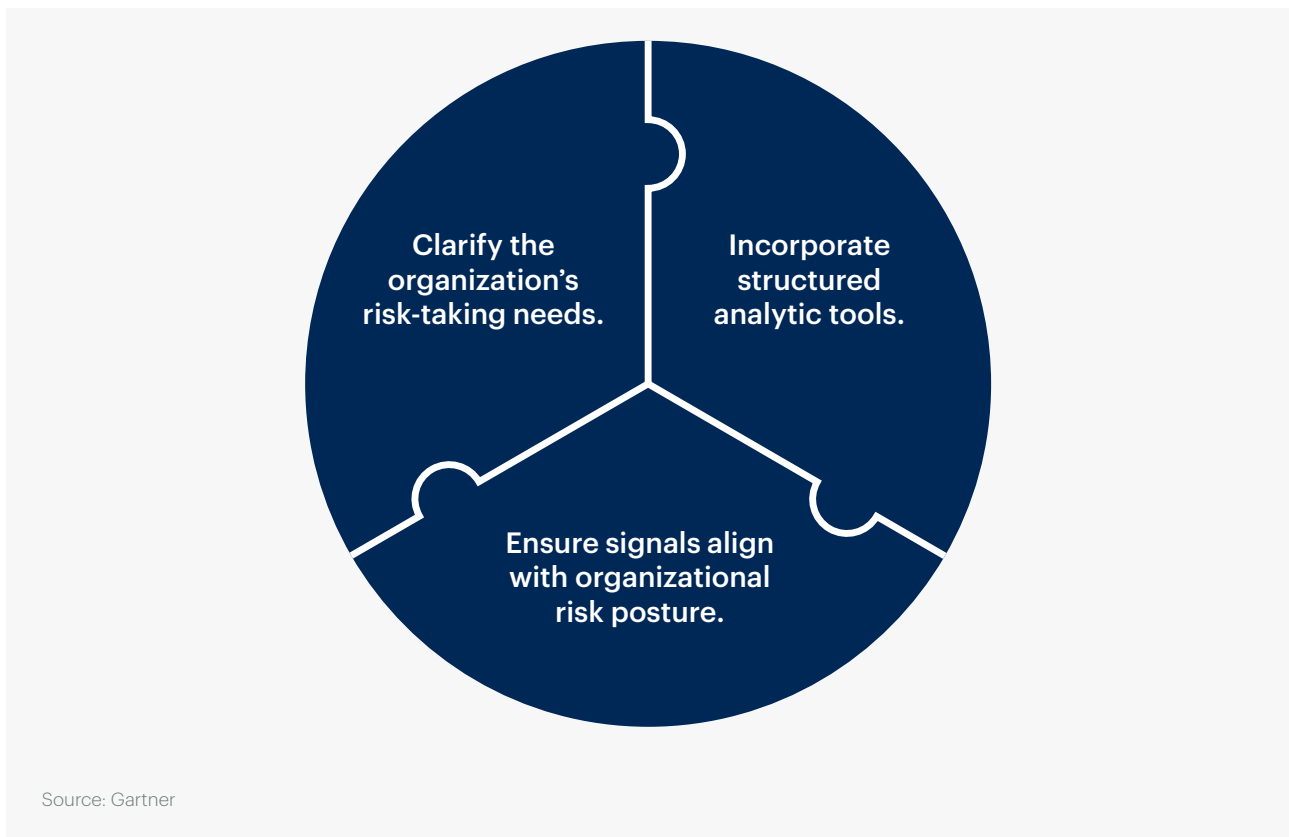 Clarify the
organization’s
risk-taking needs.
Incorporate
structured
analytic tools.
Ensure signals align
with organizational
risk posture.
Source: Gartner